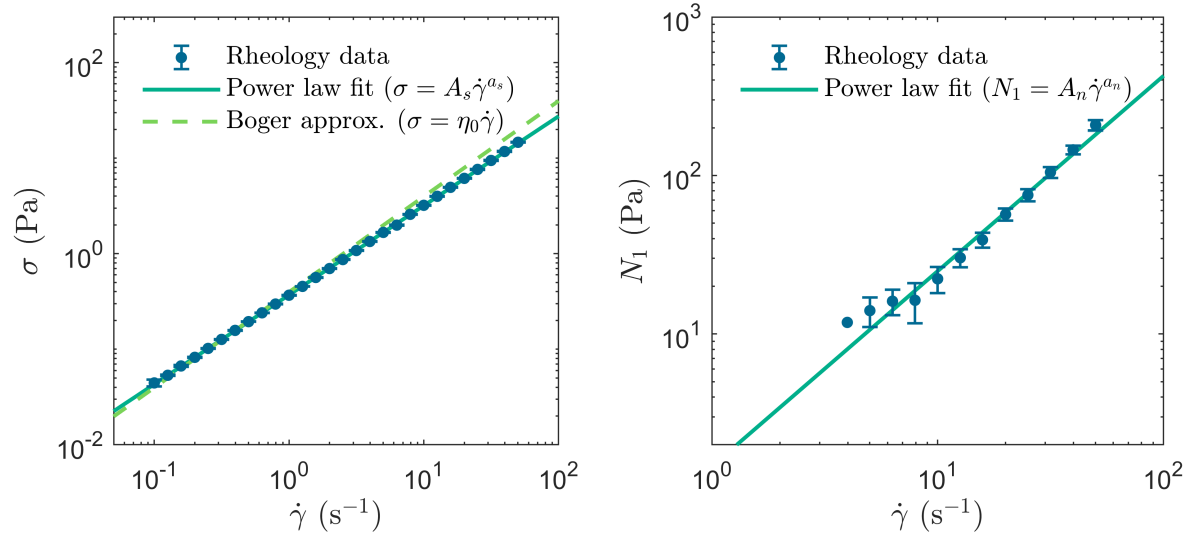 Rheology data
Power law fit (σ = A_s γ̇^{a_s})
Boger approx. (σ = η_0 γ̇)
10^2
10^0
10^-2
σ (Pa)
10^-1
10^0
10^1
10^2
γ̇ (s^{-1})
Rheology data
Power law fit (N_1 = A_n γ̇^{a_n})
10^3
10^2
10^1
N_1 (Pa)
10^0
10^1
10^2
γ̇ (s^{-1})